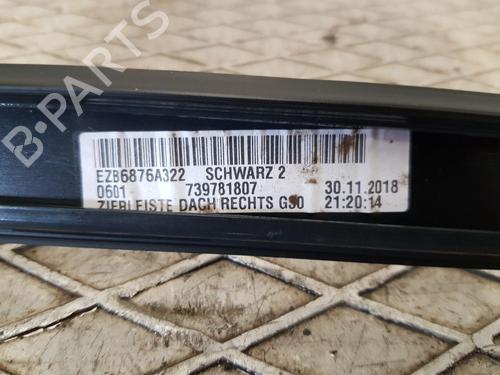 B-PARTS
EZB6876A322 SCHWARZ 2
0601 739781807 30.11.2018
ZIERLEISTE DACH RECHTS G30 21:20:14